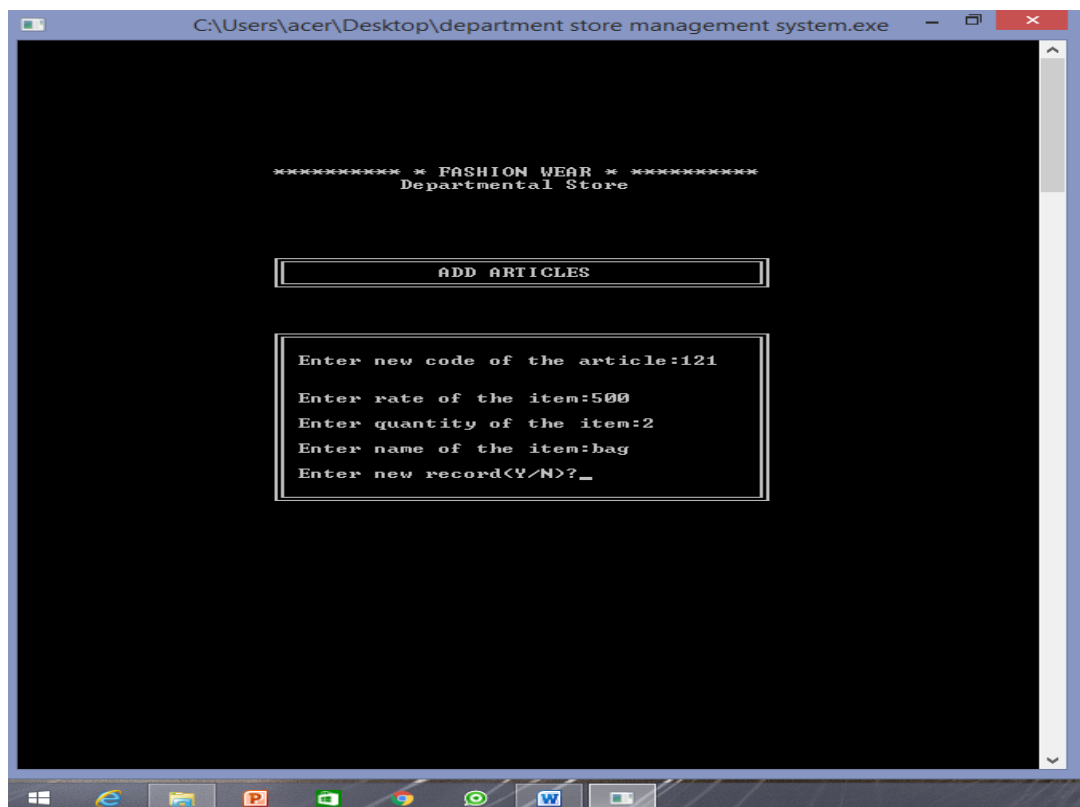 C:\Users\acer\Desktop\department store management system.exe
********** * FASHION WEAR * **********
Departmental Store
ADD ARTICLES
Enter new code of the article:121
Enter rate of the item:500
Enter quantity of the item:2
Enter name of the item:bag
Enter new record(Y/N)?_